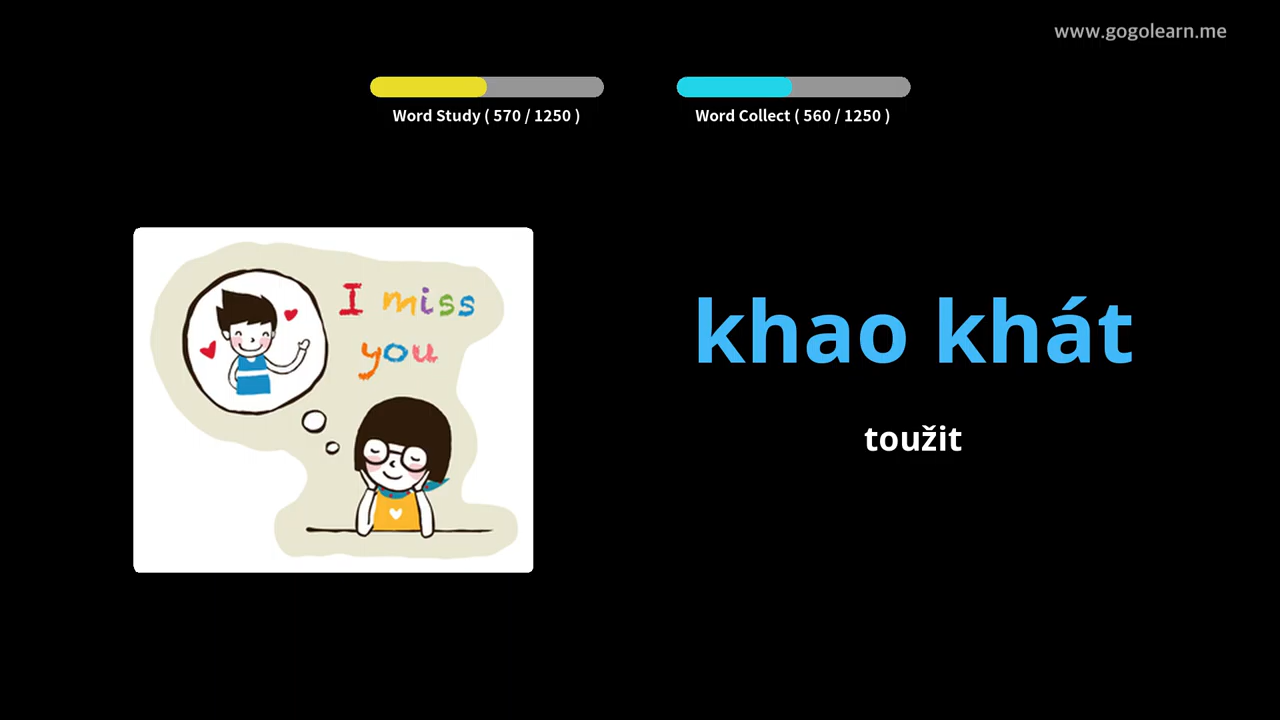 www.gogolearn.me
Word Study ( 570 / 1250 )
Word Collect ( 560 / 1250 )
I miss
you
khao khát
toužit